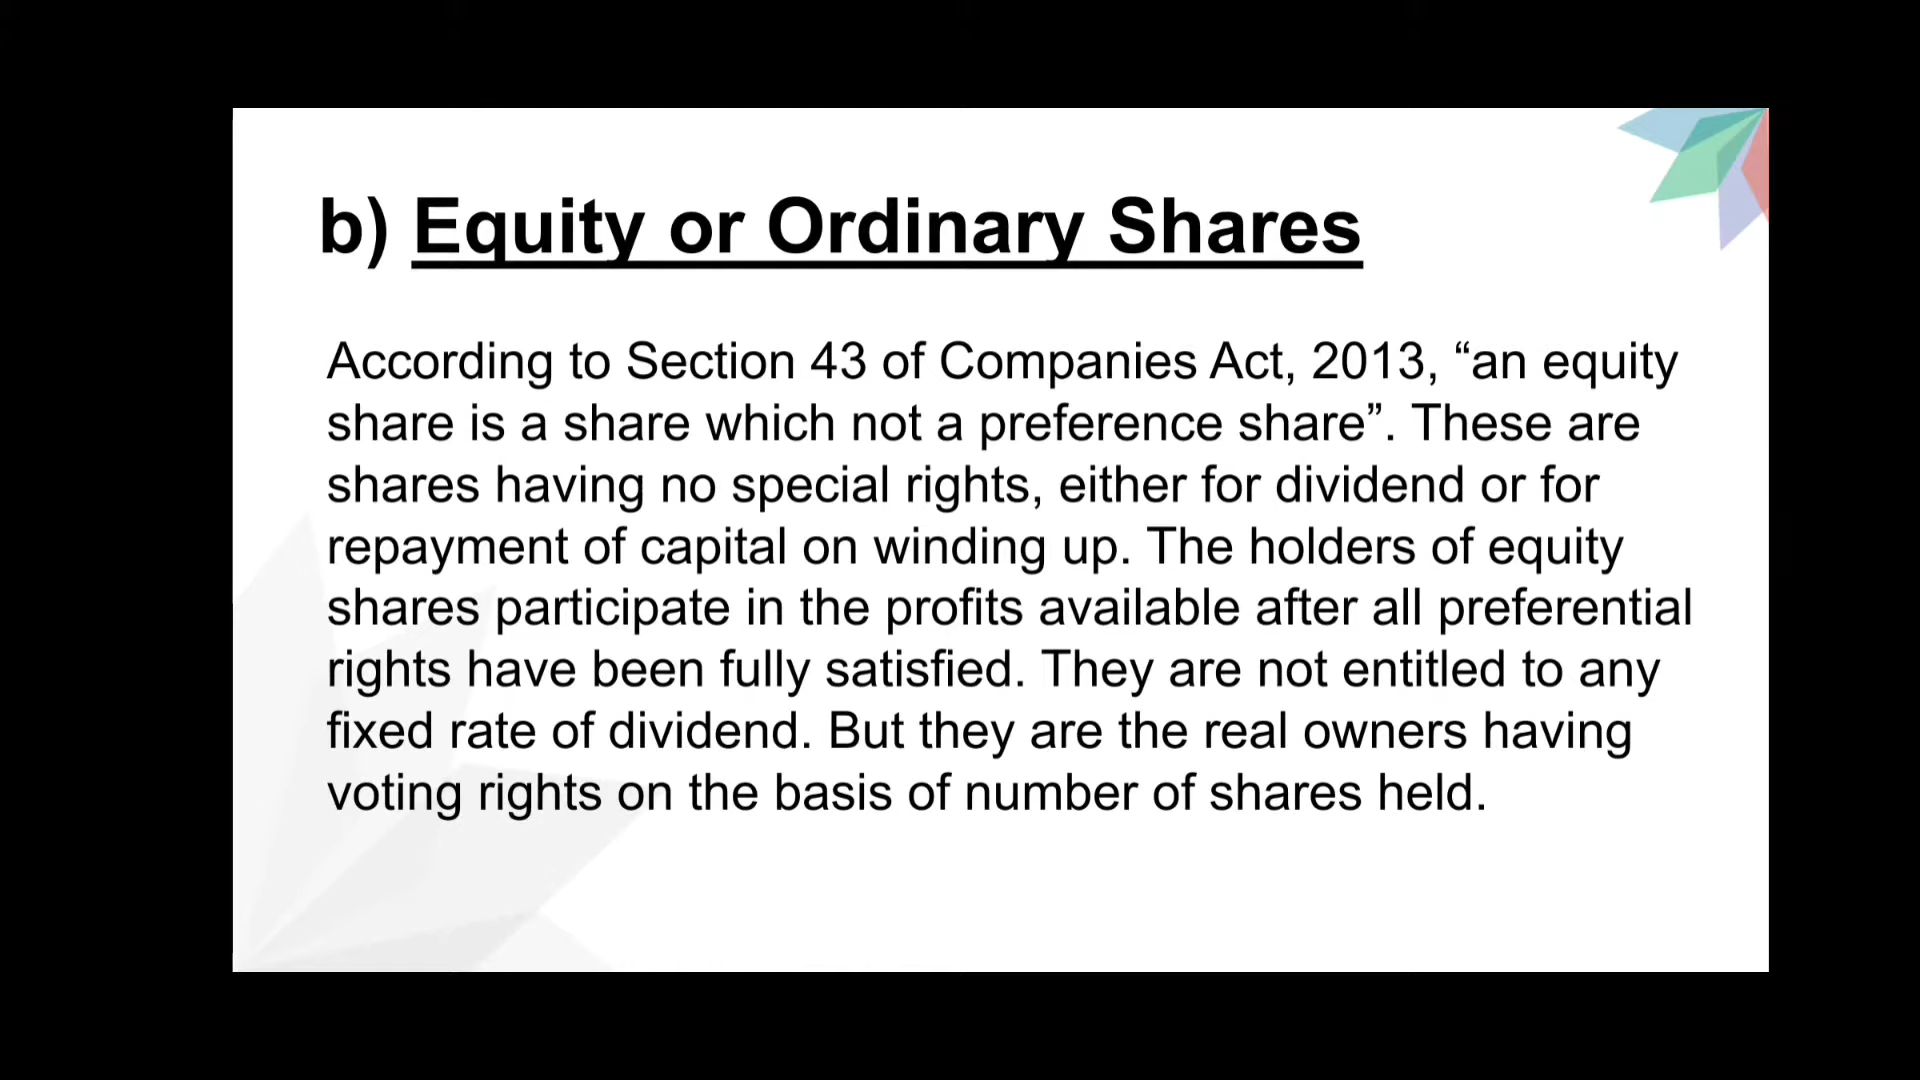 b) Equity or Ordinary Shares
According to Section 43 of Companies Act, 2013, “an equity
share is a share which not a preference share”. These are
shares having no special rights, either for dividend or for
repayment of capital on winding up. The holders of equity
shares participate in the profits available after all preferential
rights have been fully satisfied. They are not entitled to any
fixed rate of dividend. But they are the real owners having
voting rights on the basis of number of shares held.